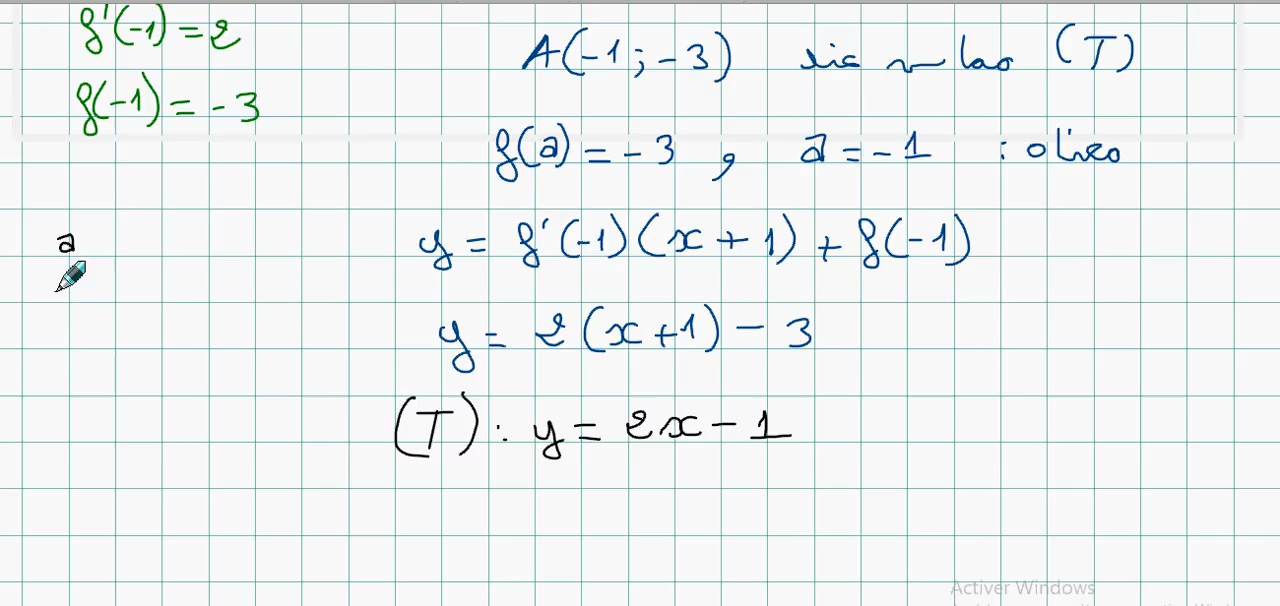 f'(-1) = 2
f(-1) = -3
A(-1; -3) (T)
f(a) = -3 , a = -1 :
a
y = f'(-1)(x + 1) + f(-1)
y = 2(x+1) - 3
(T): y = 2x - 1
Activer Windows